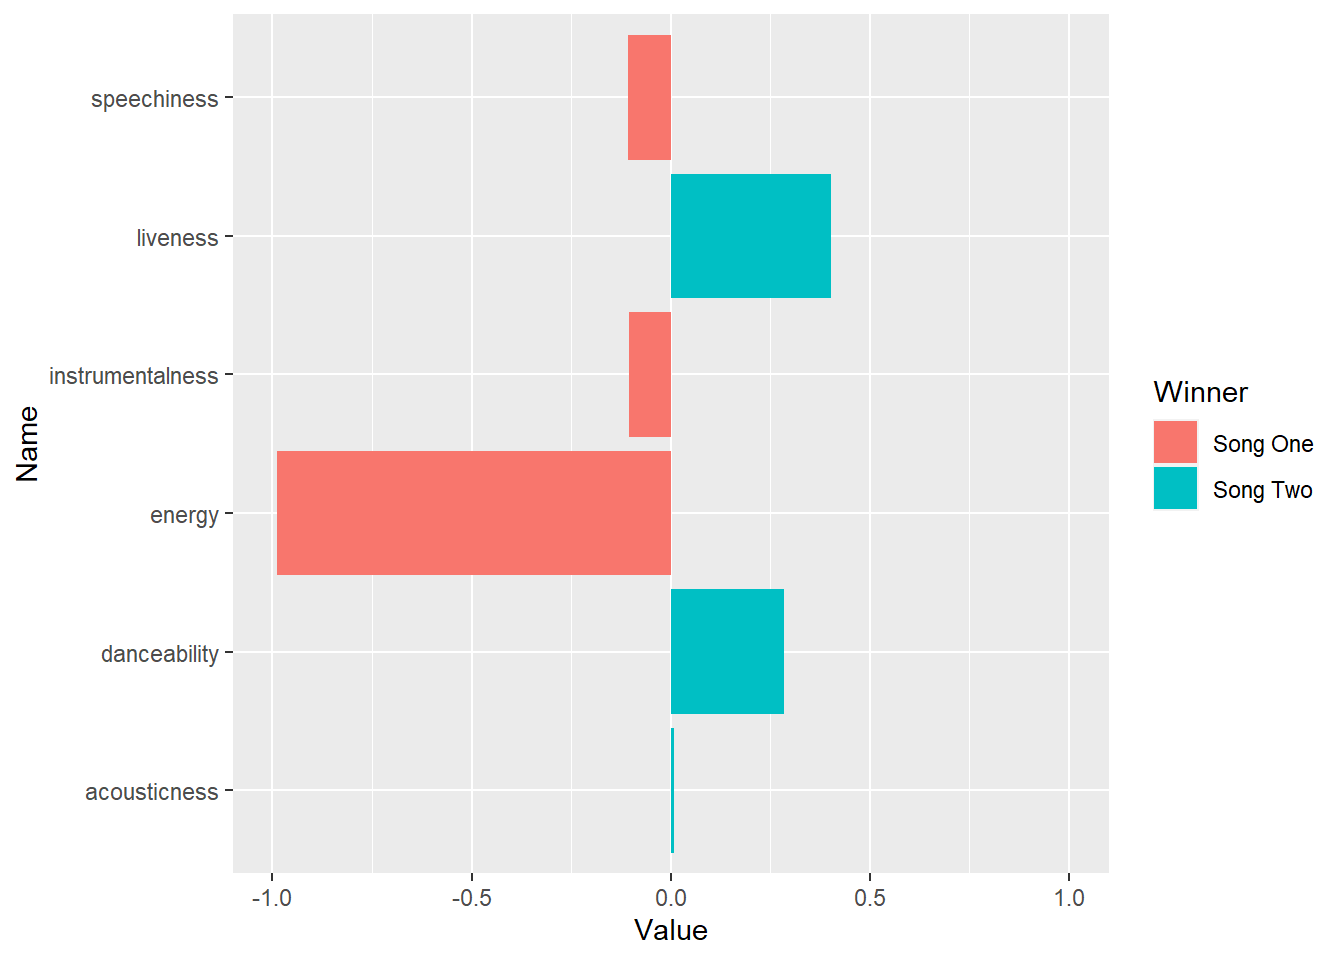 speechiness
liveness
instrumentalness
energy
danceability
acousticness
Name
-1.0 -0.5 0.0 0.5 1.0
Value
Winner
Song One
Song Two